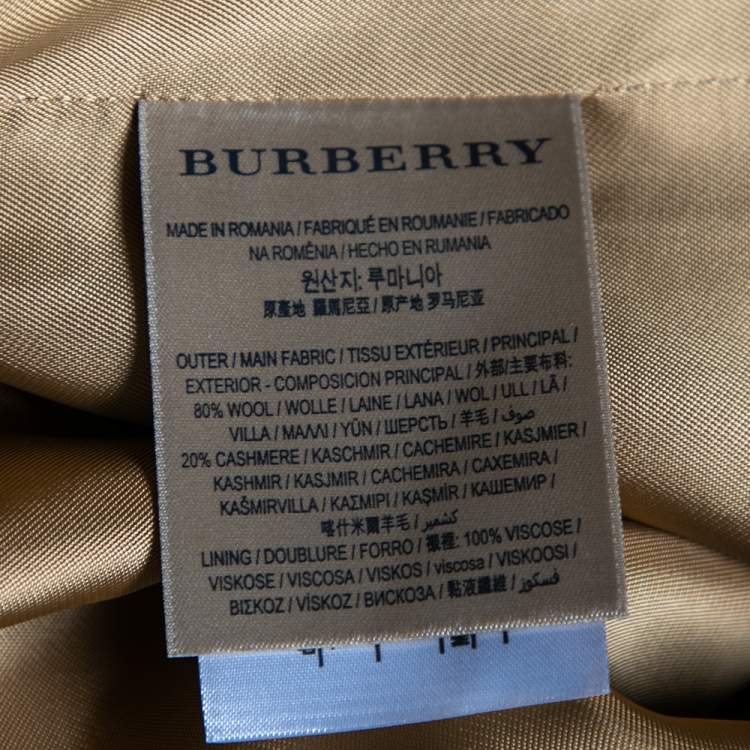 BURBERRY
MADE IN ROMANIA / FABRIQUÉ EN ROUMANIE / FABRICADO
NA ROMÊNIA / HECHO EN RUMANIA
원산지: 루마니아
原產地 羅馬尼亞 / 原产地 罗马尼亚
OUTER / MAIN FABRIC / TISSU EXTÉRIEUR / PRINCIPAL /
EXTERIOR - COMPOSICION PRINCIPAL / 外部/主要布料:
80% WOOL / WOLLE / LAINE / LANA / WOL / ULL / LÃ /
VILLA / ΜΑΛΛΙ / YÜN / ШЕРСТЬ / 羊毛 / صوف /
20% CASHMERE / KASCHMIR / CACHEMIRE / KASJMIER /
KASHMIR / KASJMIR / CACHEMIRA / CAXEMIRA /
KAŠMIRVILLA / ΚΑΣΜΙΡΙ / KAŞMİR / КАШЕМИР /
喀什米爾羊毛 / كشمير /
LINING / DOUBLURE / FORRO / 襯裡: 100% VISCOSE /
VISKOSE / VISCOSA / VISKOS / viscosa / VISKOOSI /
ΒΙΣΚΟΖ / VİSKOZ / ВИСКОЗА / 黏液纖維 / فسكوز /